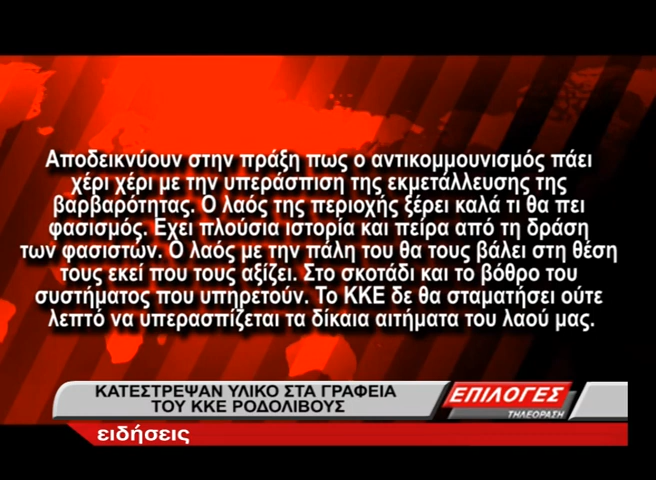 Αποδεικνύουν στην πράξη πως ο αντικομμουνισμός πάει
χέρι χέρι με την υπεράσπιση της εκμετάλλευσης της
βαρβαρότητας. Ο λαός της περιοχής ξέρει καλά τι θα πει
φασισμός. Εχει πλούσια ιστορία και πείρα από τη δράση
των φασιστών. Ο λαός με την πάλη του θα τους βάλει στη θέση
τους εκεί που τους αξίζει. Στο σκοτάδι και το βόθρο του
συστήματος που υπηρετούν. Το ΚΚΕ δε θα σταματήσει ούτε
λεπτό να υπερασπίζεται τα δίκαια αιτήματα του λαού μας.
ΚΑΤΕΣΤΡΕΨΑΝ ΥΛΙΚΟ ΣΤΑ ΓΡΑΦΕΙΑ
ΤΟΥ ΚΚΕ ΡΟΔΟΛΙΒΟΥΣ
ΕΠΙΛΟΓΕΣ
ΤΗΛΕΟΡΑΣΗ
ειδήσεις